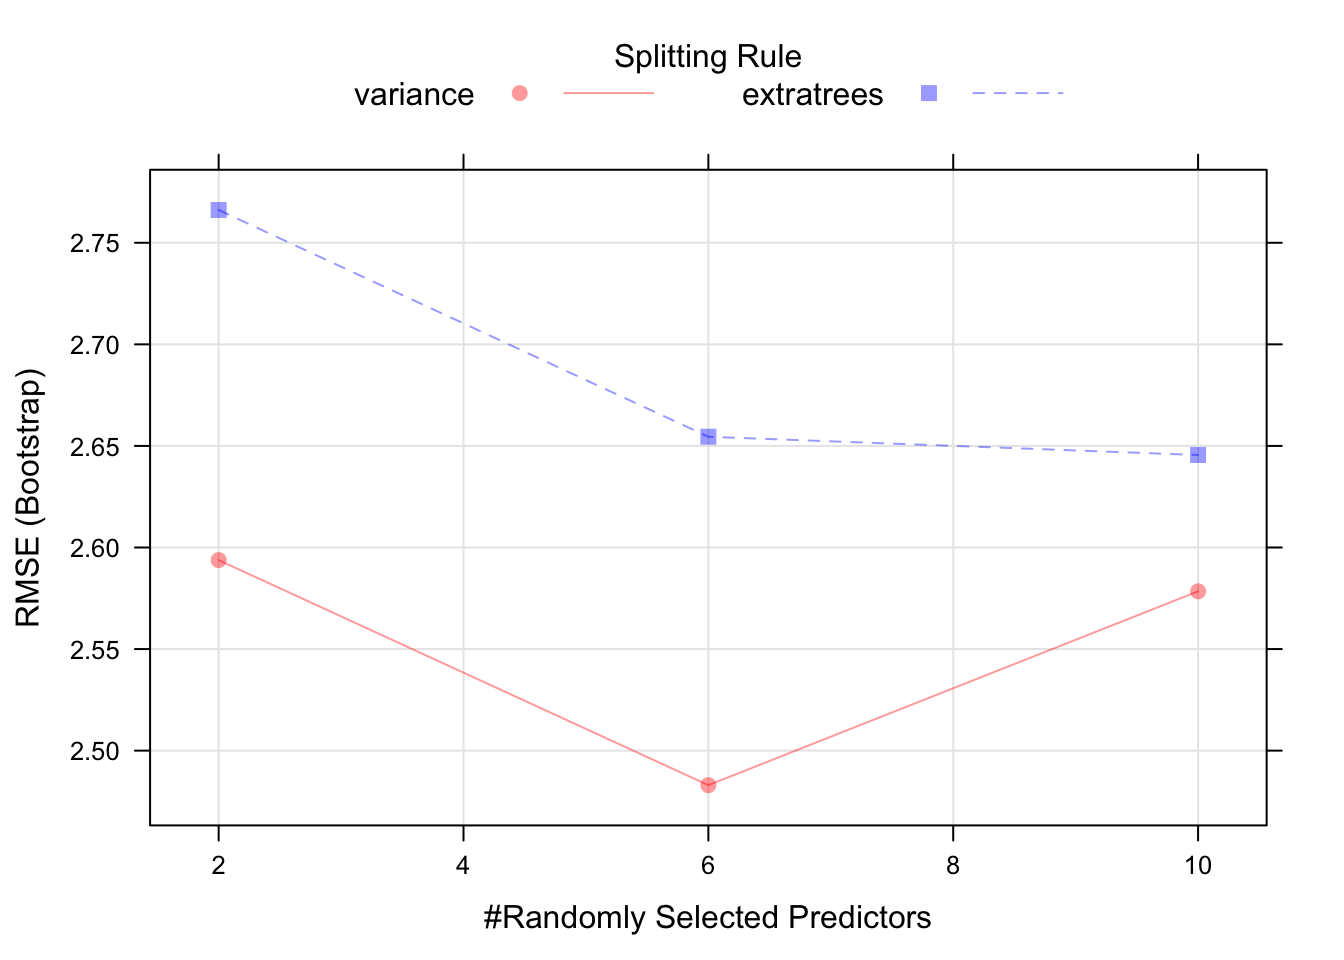 Splitting Rule
variance extratrees
2.75
2.70
2.65
2.60
2.55
2.50
RMSE (Bootstrap)
2 4 6 8 10
#Randomly Selected Predictors